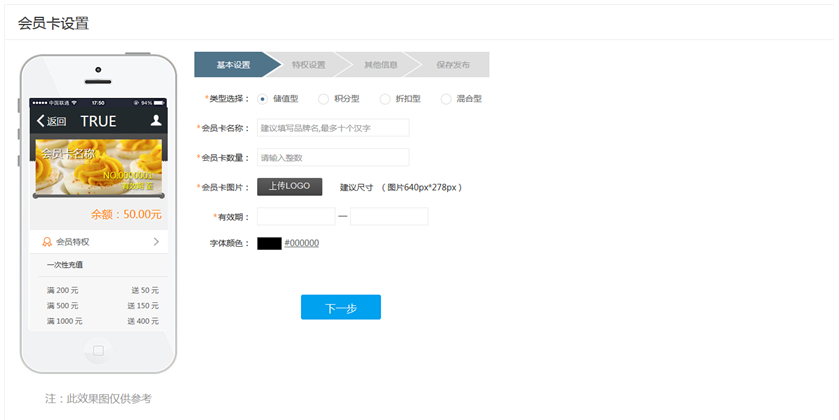 会员卡设置
中国联通 17:50 94%
返回 TRUE
会员卡名称
NO.0000001
余额：50.00元
会员特权
一次性充值
满 200 元 送 50 元
满 500 元 送 150 元
满 1000 元 送 400 元
注：此效果图仅供参考
基本设置 特权设置 其他信息 保存发布
*类型选择： 储值型 积分型 折扣型 混合型
*会员卡名称： 建议填写品牌名,最多十个汉字
*会员卡数量： 请输入整数
*会员卡图片： 上传LOGO 建议尺寸 （图片640px*278px）
*有效期： —
字体颜色： #000000
下一步